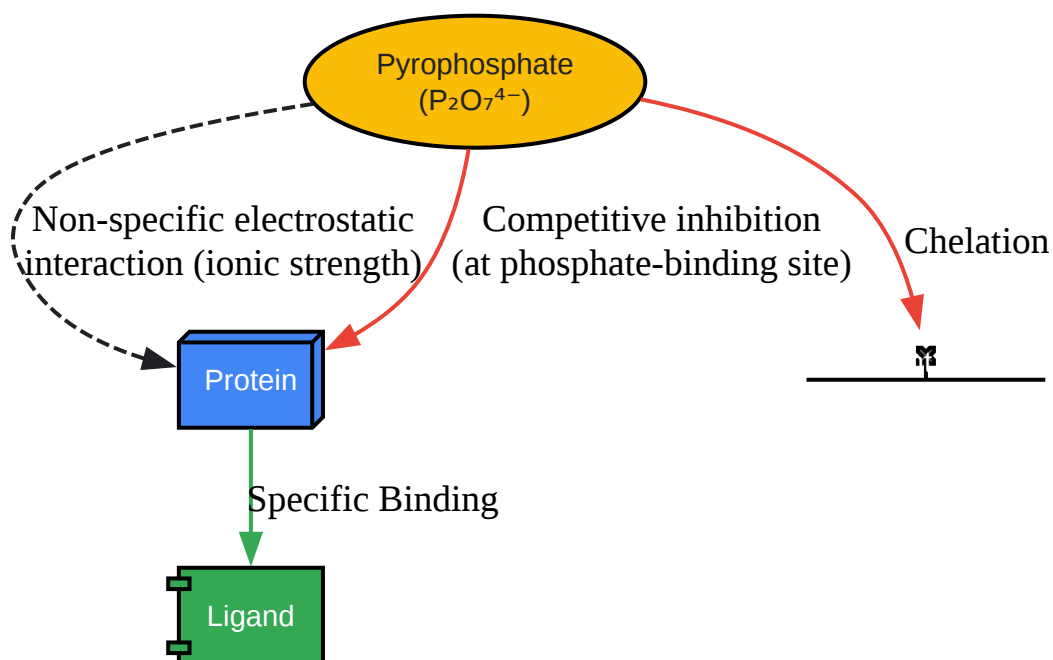 Pyrophosphate
(P₂O₇⁴⁻)
Non-specific electrostatic
interaction (ionic strength)
Competitive inhibition
(at phosphate-binding site)
Chelation
Protein
Specific Binding
Ligand